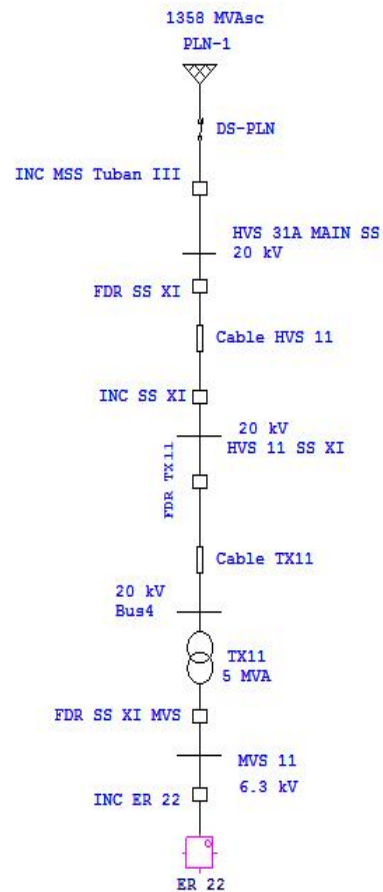 1358 MVAsc
PLN-1
DS-PLN
INC MSS Tuban III
HVS 31A MAIN SS
20 kV
FDR SS XI
Cable HVS 11
INC SS XI
20 kV
HVS 11 SS XI
FDR TX11
Cable TX11
20 kV
Bus4
TX11
5 MVA
FDR SS XI MVS
MVS 11
6.3 kV
INC ER 22
ER 22